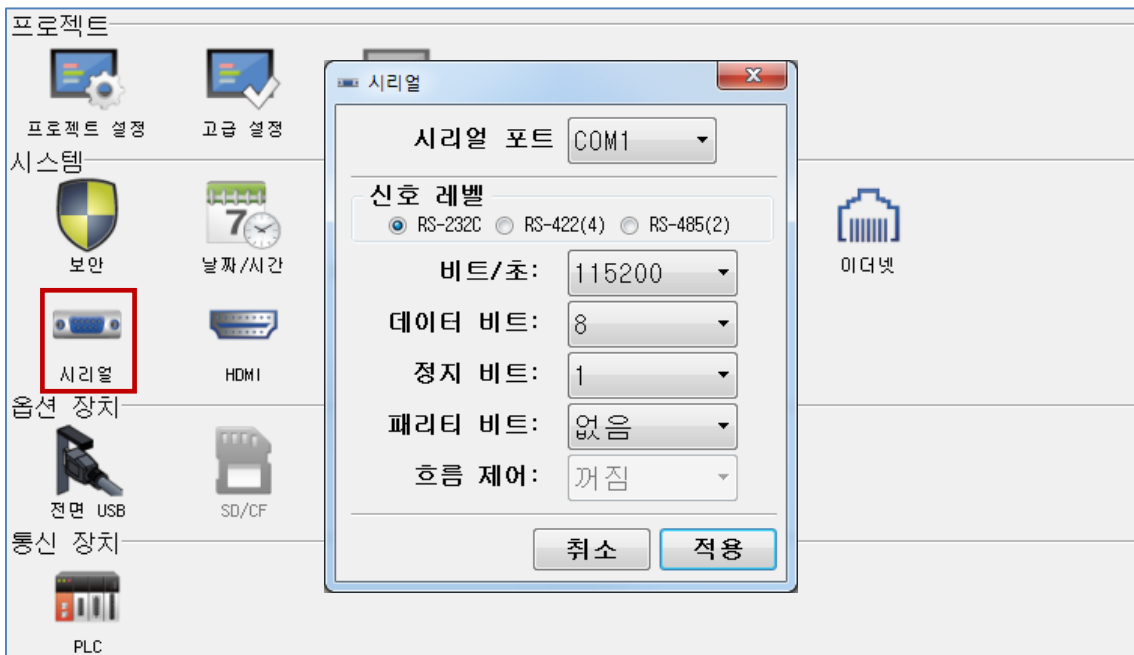 프로젝트
프로젝트 설정
고급 설정
시스템
보안
날짜/시간
7
이더넷
시리얼
HDMI
옵션 장치
전면 USB
SD/CF
통신 장치
PLC
시리얼
시리얼 포트 COM1
신호 레벨
RS-232C RS-422(4) RS-485(2)
비트/초: 115200
데이터 비트: 8
정지 비트: 1
패리티 비트: 없음
흐름 제어: 꺼짐
취소 적용